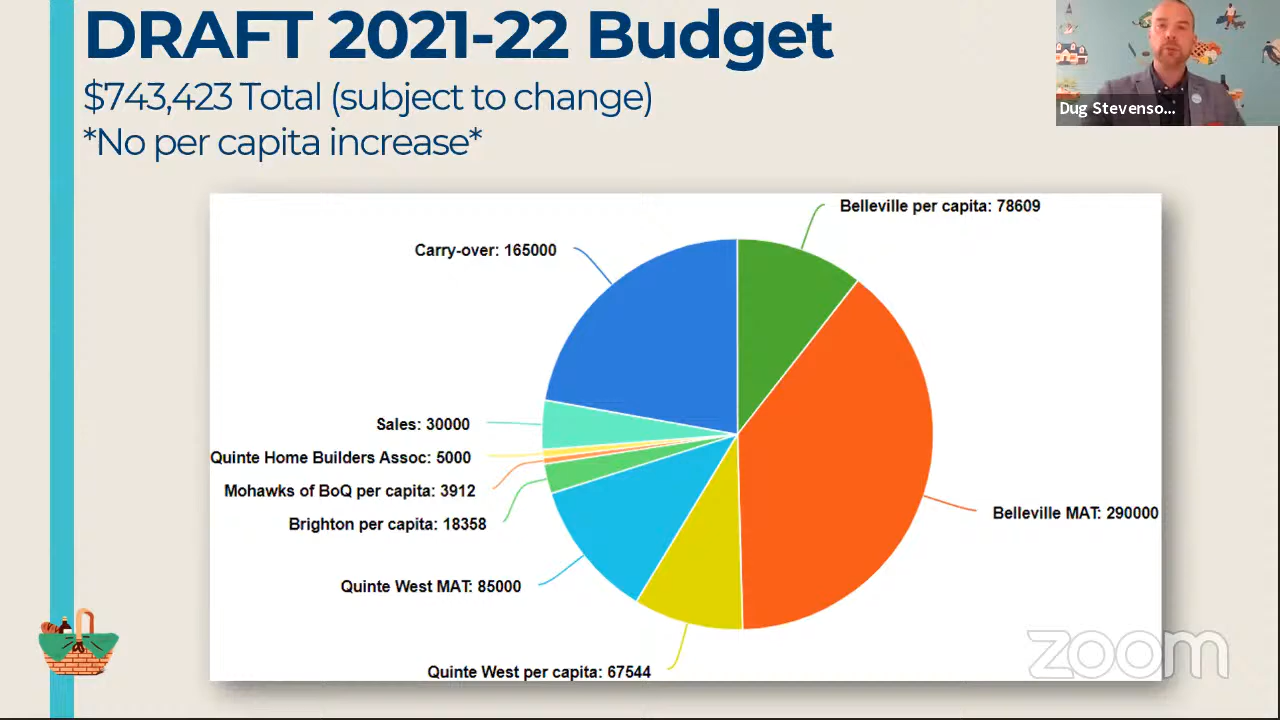 DRAFT 2021-22 Budget
$743,423 Total (subject to change)
*No per capita increase*
Dug Stevenso...
Belleville per capita: 78609
Carry-over: 165000
Sales: 30000
Quinte Home Builders Assoc: 5000
Mohawks of BoQ per capita: 3912
Brighton per capita: 18358
Belleville MAT: 290000
Quinte West MAT: 85000
Quinte West per capita: 67544
zoom